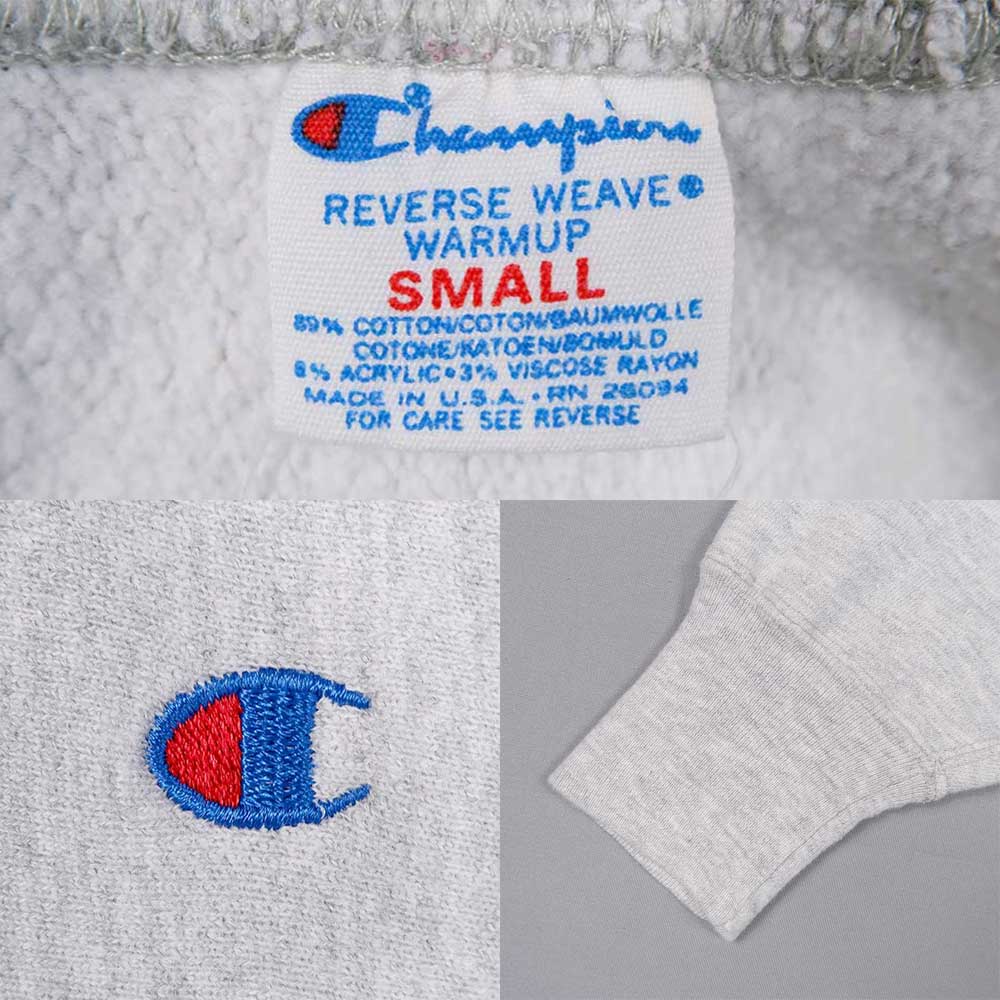 Champion
REVERSE WEAVE
WARMUP
SMALL
89% COTTON/COTON/BAUMWOLLE
COTONE/KATOEN/BOMULD
8% ACRYLIC•3% VISCOSE RAYON
MADE IN U.S.A. • RN 26094
FOR CARE SEE REVERSE